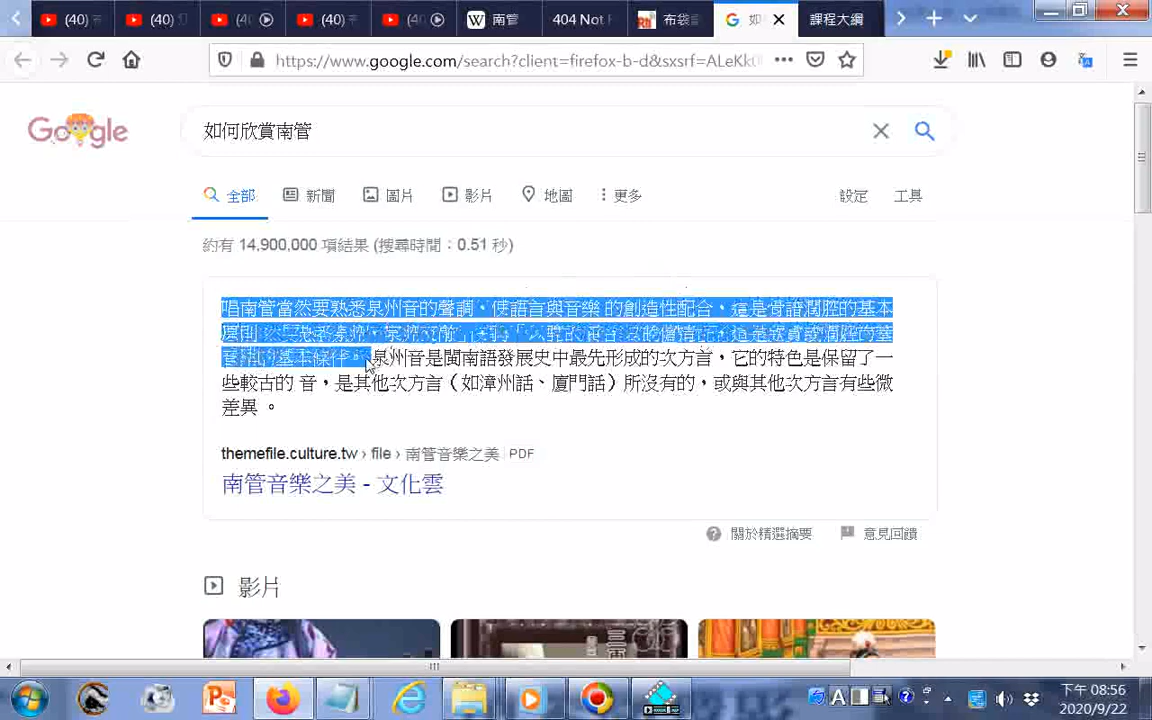 (40)
(40)
(40)
(40)
(40)
南管
404 Not F
布袋
如
課程大綱
https://www.google.com/search?client=firefox-b-d&sxsrf=ALeKk
Google
如何欣賞南管
全部
新聞
圖片
影片
地圖
更多
設定
工具
約有 14,900,000 項結果 (搜尋時間：0.51 秒)
唱南管當然要熟悉泉州音的聲調、使語言與音樂 的創造性配合，這是骨譜潤腔的基本
泉州音是閩南語發展史中最先形成的次方言，它的特色是保留了一
些較古的 音，是其他次方言（如漳州話、廈門話）所沒有的，或與其他次方言有些微
差異 。
themefile.culture.tw › file › 南管音樂之美 PDF
南管音樂之美 - 文化雲
關於精選摘要
意見回饋
影片
下午 08:56
2020/9/22